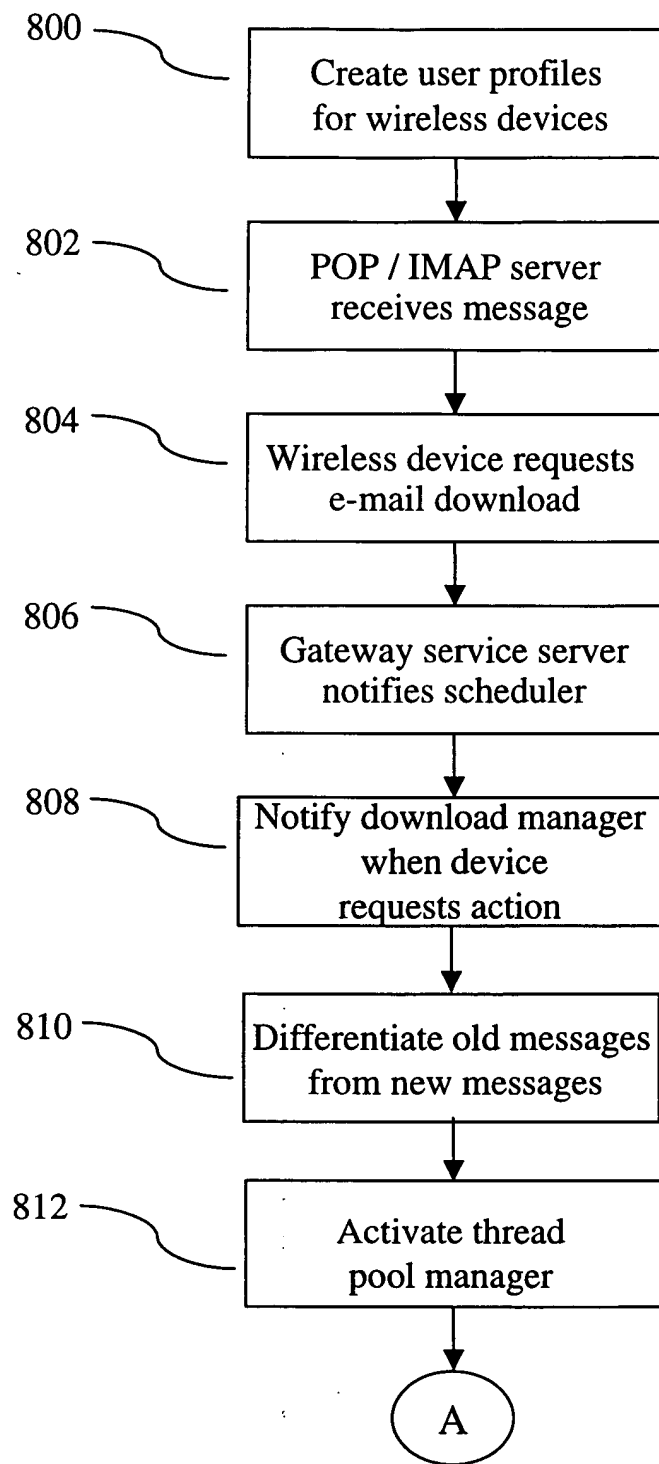 800
Create user profiles
for wireless devices
802
POP / IMAP server
receives message
804
Wireless device requests
e-mail download
806
Gateway service server
notifies scheduler
808
Notify download manager
when device
requests action
810
Differentiate old messages
from new messages
812
Activate thread
pool manager
A